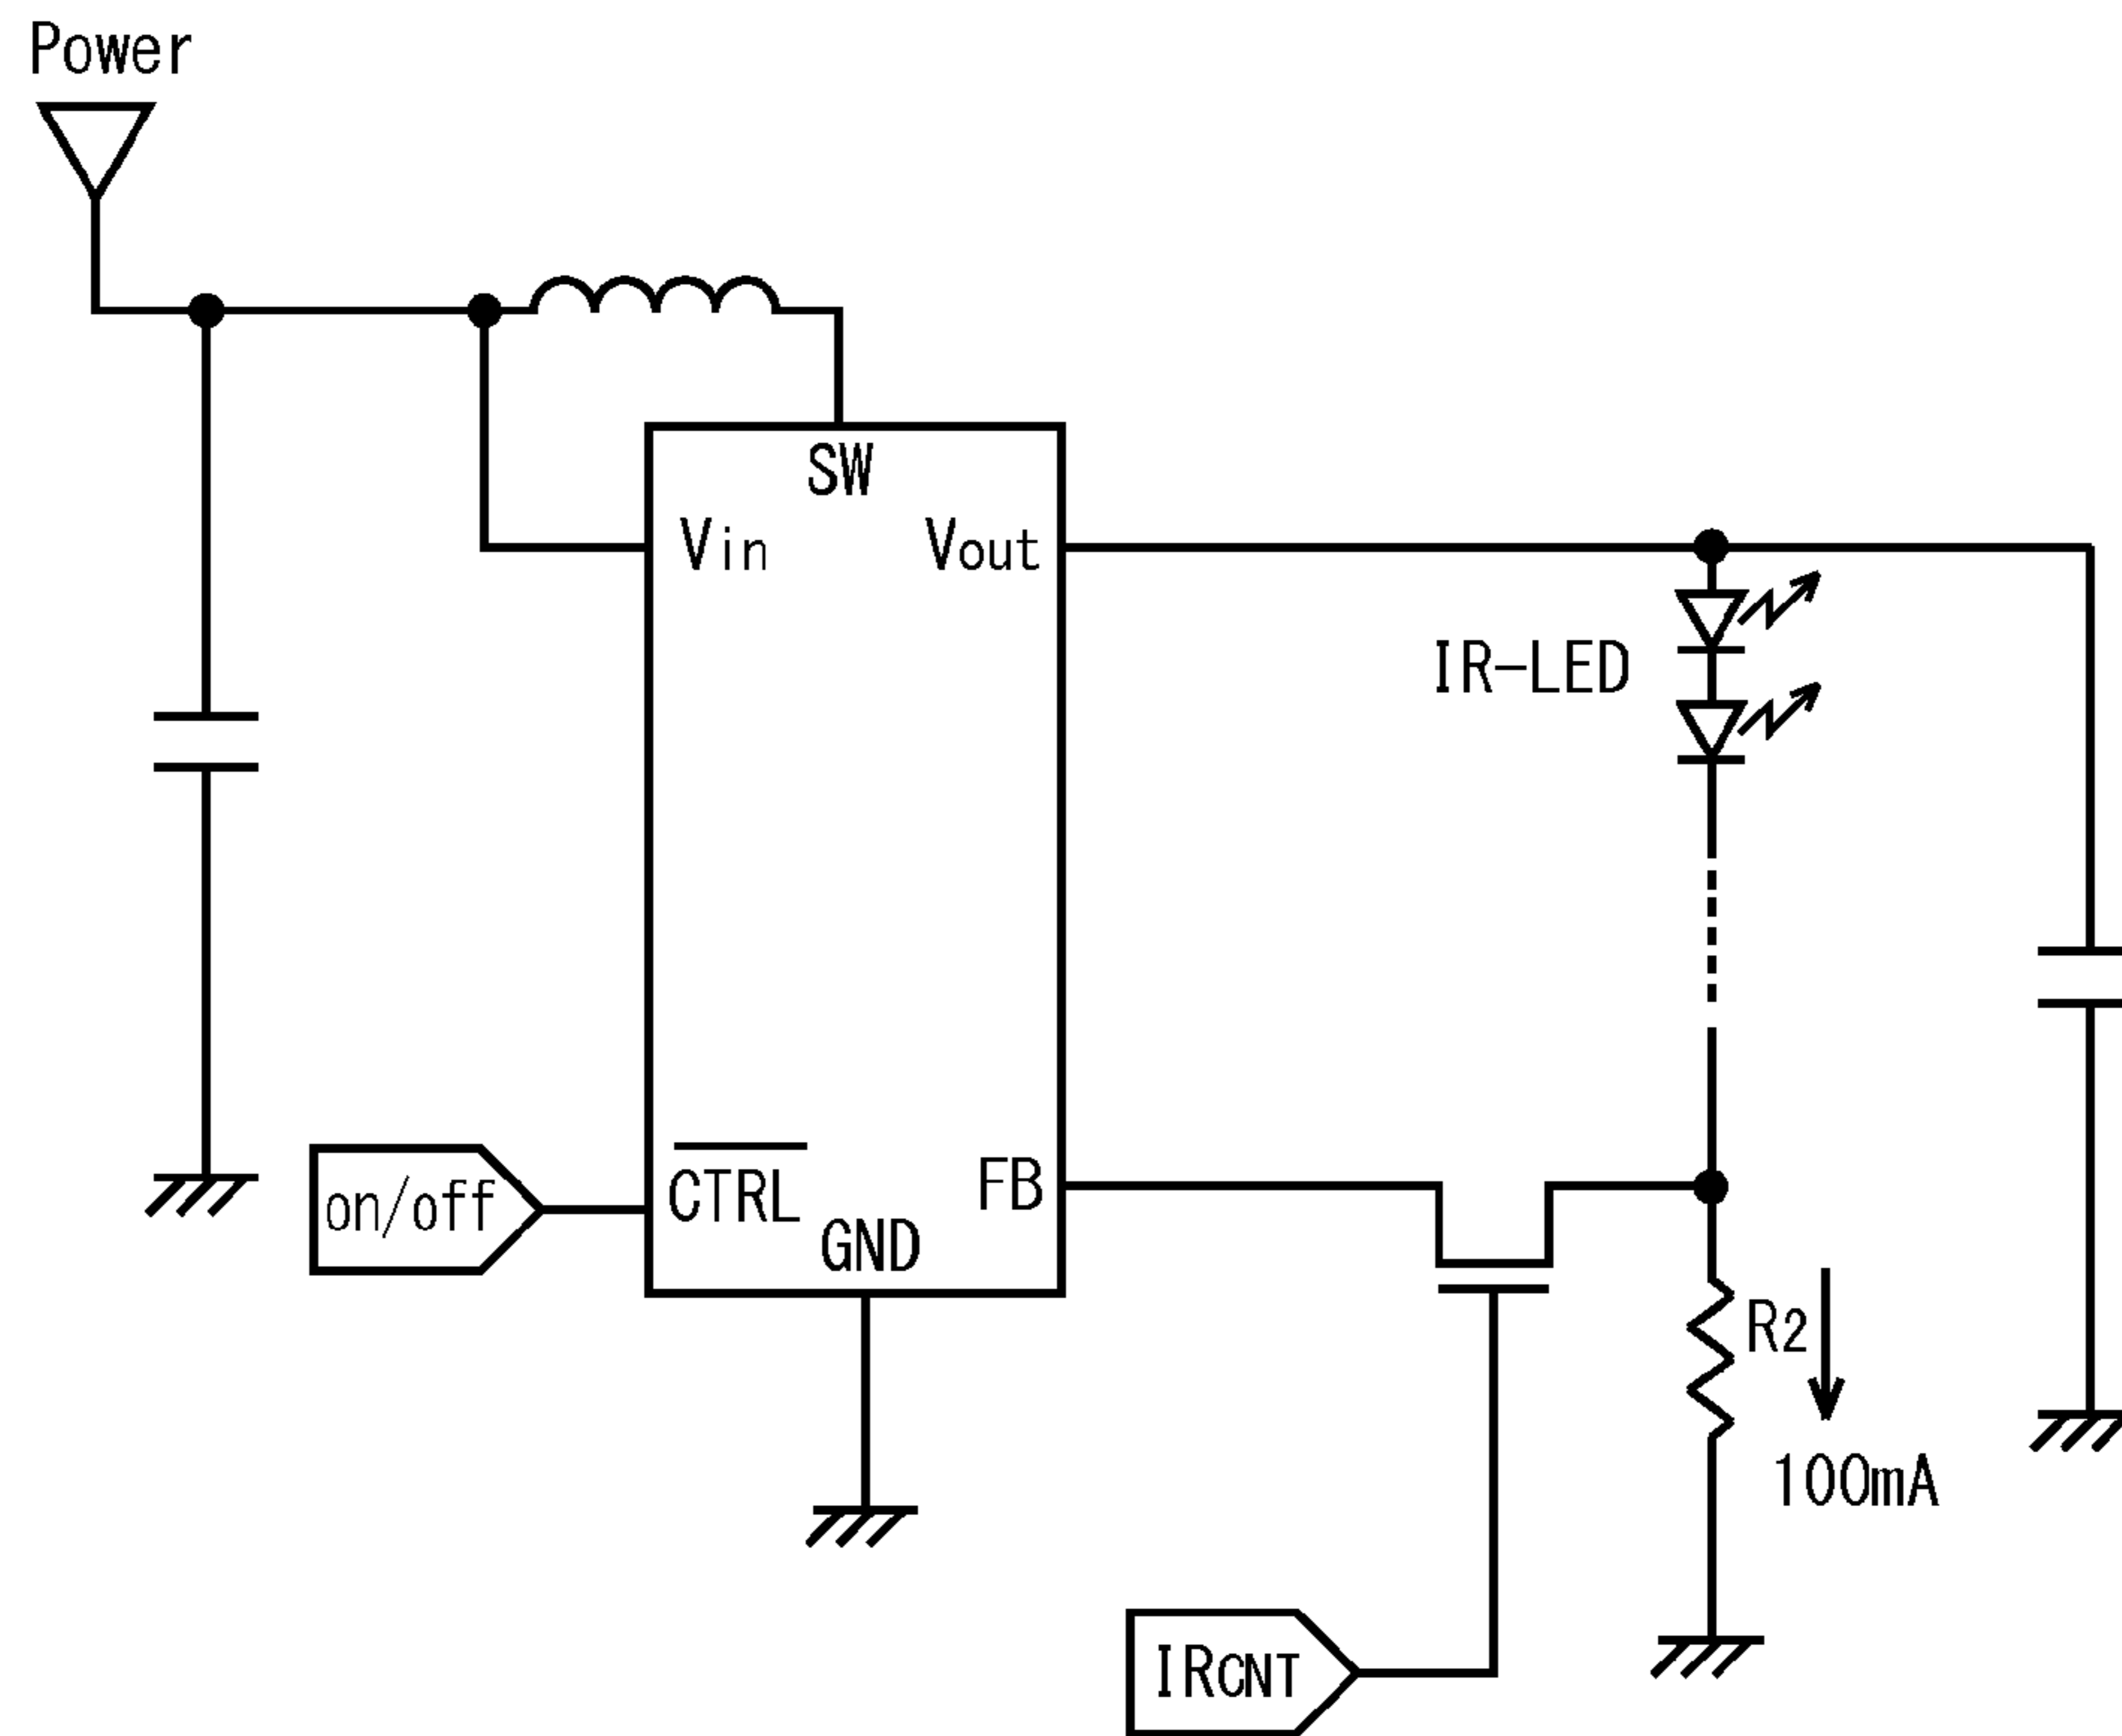 Power
SW
Vin
Vout
IR-LED
on/off
CTRL
FB
GND
R2
100mA
IRCNT